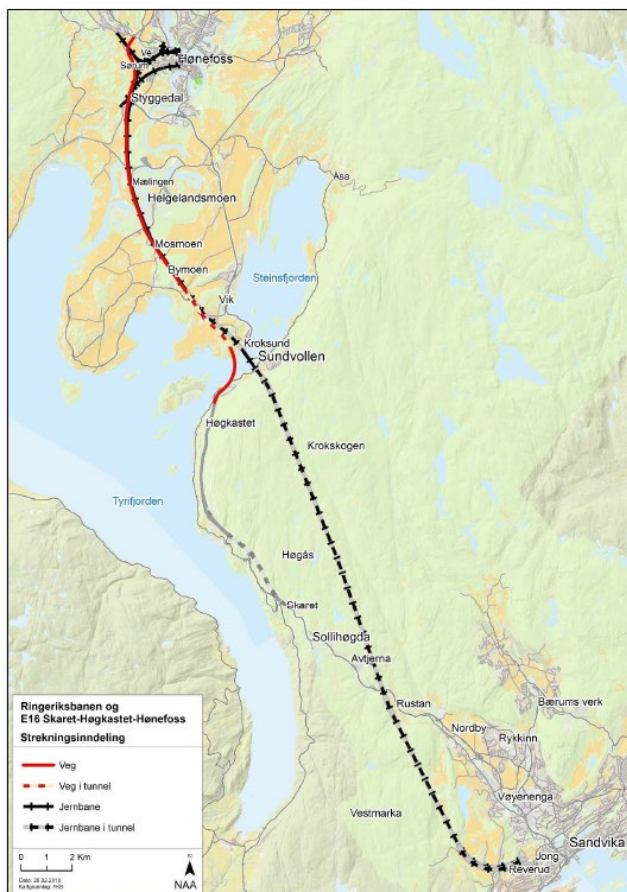 Ve
Hønefoss
Sørum
Styggedal
Åsa
Mælingen
Helgelandsmoen
Mosmoen
Bymoen
Steinsfjorden
Vik
Kroksund
Sundvollen
Høgkastet
Krokskogen
Tyrifjorden
Høgås
Skaret
Sollihøgda
Avtjerna
Rustan
Bærums verk
Nordby
Rykkinn
Vøyenenga
Vestmarka
Sandvika
Jong
Reverud
Ringeriksbanen og
E16 Skaret-Høgkastet-Hønefoss
Strekningsinndeling
Veg
Veg i tunnel
Jernbane
Jernbane i tunnel
0 1 2 Km
N
NAA